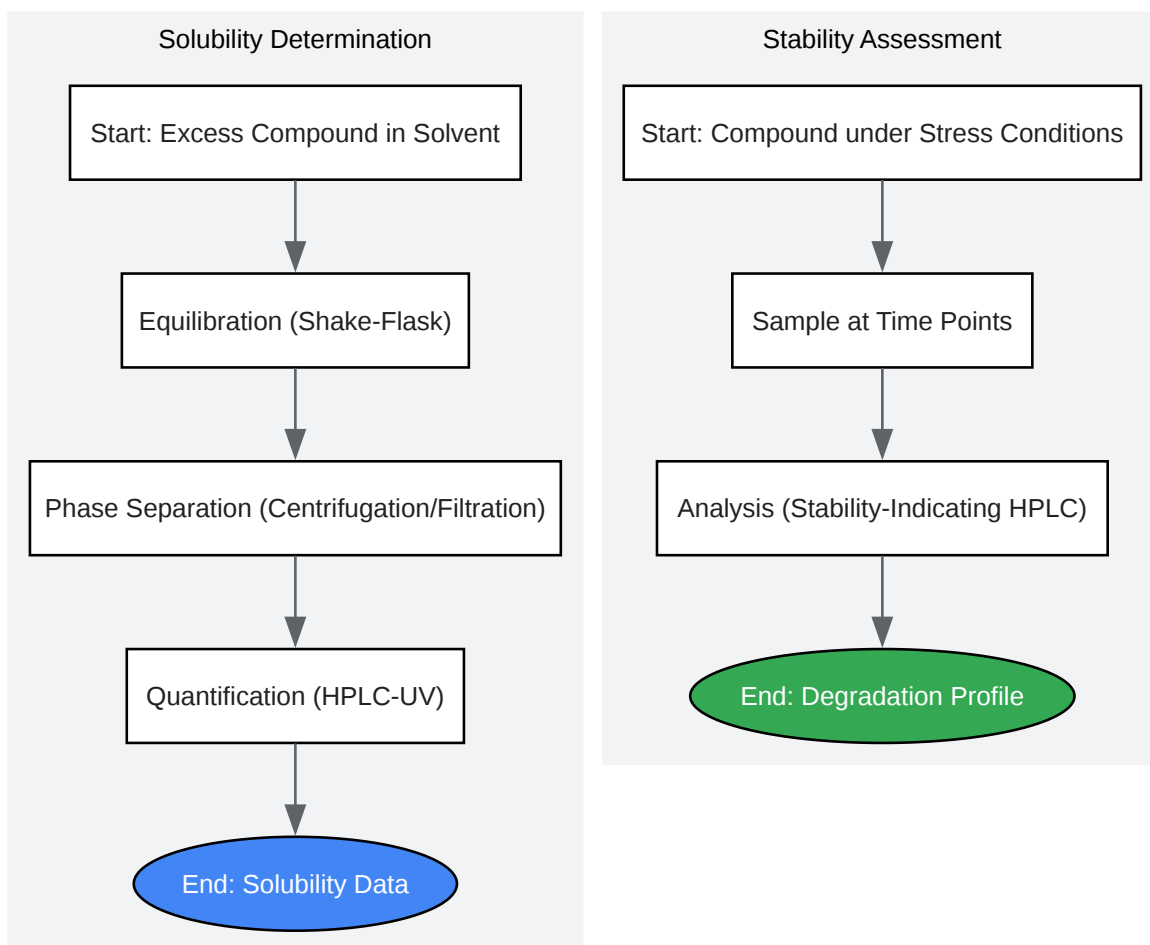 Solubility Determination
Start: Excess Compound in Solvent
Equilibration (Shake-Flask)
Phase Separation (Centrifugation/Filtration)
Quantification (HPLC-UV)
End: Solubility Data
Stability Assessment
Start: Compound under Stress Conditions
Sample at Time Points
Analysis (Stability-Indicating HPLC)
End: Degradation Profile